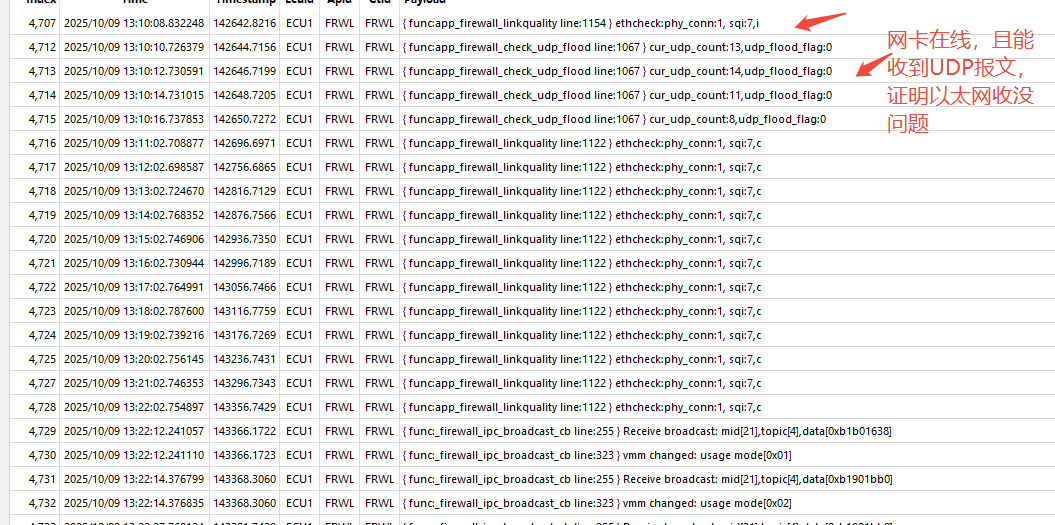 Index Time Timestamp Ecuid Apid Ctid Payload
4,707 2025/10/09 13:10:08.832248 142642.8216 ECU1 FRWL FRWL { func:app_firewall_linkquality line:1154 } ethcheck:phy_conn:1, sqi:7,i
4,712 2025/10/09 13:10:10.726379 142644.7156 ECU1 FRWL FRWL { func:app_firewall_check_udp_flood line:1067 } cur_udp_count:13,udp_flood_flag:0
4,713 2025/10/09 13:10:12.730591 142646.7199 ECU1 FRWL FRWL { func:app_firewall_check_udp_flood line:1067 } cur_udp_count:14,udp_flood_flag:0
4,714 2025/10/09 13:10:14.731015 142648.7205 ECU1 FRWL FRWL { func:app_firewall_check_udp_flood line:1067 } cur_udp_count:11,udp_flood_flag:0
4,715 2025/10/09 13:10:16.737853 142650.7272 ECU1 FRWL FRWL { func:app_firewall_check_udp_flood line:1067 } cur_udp_count:8,udp_flood_flag:0
4,716 2025/10/09 13:11:02.708877 142696.6971 ECU1 FRWL FRWL { func:app_firewall_linkquality line:1122 } ethcheck:phy_conn:1, sqi:7,c
4,717 2025/10/09 13:12:02.698587 142756.6865 ECU1 FRWL FRWL { func:app_firewall_linkquality line:1122 } ethcheck:phy_conn:1, sqi:7,c
4,718 2025/10/09 13:13:02.724670 142816.7129 ECU1 FRWL FRWL { func:app_firewall_linkquality line:1122 } ethcheck:phy_conn:1, sqi:7,c
4,719 2025/10/09 13:14:02.768352 142876.7566 ECU1 FRWL FRWL { func:app_firewall_linkquality line:1122 } ethcheck:phy_conn:1, sqi:7,c
4,720 2025/10/09 13:15:02.746906 142936.7350 ECU1 FRWL FRWL { func:app_firewall_linkquality line:1122 } ethcheck:phy_conn:1, sqi:7,c
4,721 2025/10/09 13:16:02.730944 142996.7189 ECU1 FRWL FRWL { func:app_firewall_linkquality line:1122 } ethcheck:phy_conn:1, sqi:7,c
4,722 2025/10/09 13:17:02.764991 143056.7466 ECU1 FRWL FRWL { func:app_firewall_linkquality line:1122 } ethcheck:phy_conn:1, sqi:7,c
4,723 2025/10/09 13:18:02.787600 143116.7759 ECU1 FRWL FRWL { func:app_firewall_linkquality line:1122 } ethcheck:phy_conn:1, sqi:7,c
4,724 2025/10/09 13:19:02.739216 143176.7269 ECU1 FRWL FRWL { func:app_firewall_linkquality line:1122 } ethcheck:phy_conn:1, sqi:7,c
4,725 2025/10/09 13:20:02.756145 143236.7431 ECU1 FRWL FRWL { func:app_firewall_linkquality line:1122 } ethcheck:phy_conn:1, sqi:7,c
4,727 2025/10/09 13:21:02.746353 143296.7343 ECU1 FRWL FRWL { func:app_firewall_linkquality line:1122 } ethcheck:phy_conn:1, sqi:7,c
4,728 2025/10/09 13:22:02.754897 143356.7429 ECU1 FRWL FRWL { func:app_firewall_linkquality line:1122 } ethcheck:phy_conn:1, sqi:7,c
4,729 2025/10/09 13:22:12.241057 143366.1722 ECU1 FRWL FRWL { func:_firewall_ipc_broadcast_cb line:255 } Receive broadcast: mid[21],topic[4],data[0xb1b01638]
4,730 2025/10/09 13:22:12.241110 143366.1723 ECU1 FRWL FRWL { func:_firewall_ipc_broadcast_cb line:323 } vmm changed: usage mode[0x01]
4,731 2025/10/09 13:22:14.376799 143368.3060 ECU1 FRWL FRWL { func:_firewall_ipc_broadcast_cb line:255 } Receive broadcast: mid[21],topic[4],data[0xb1901bb0]
4,732 2025/10/09 13:22:14.376835 143368.3060 ECU1 FRWL FRWL { func:_firewall_ipc_broadcast_cb line:323 } vmm changed: usage mode[0x02]
网卡在线，且能
收到UDP报文，
证明以太网收没
问题